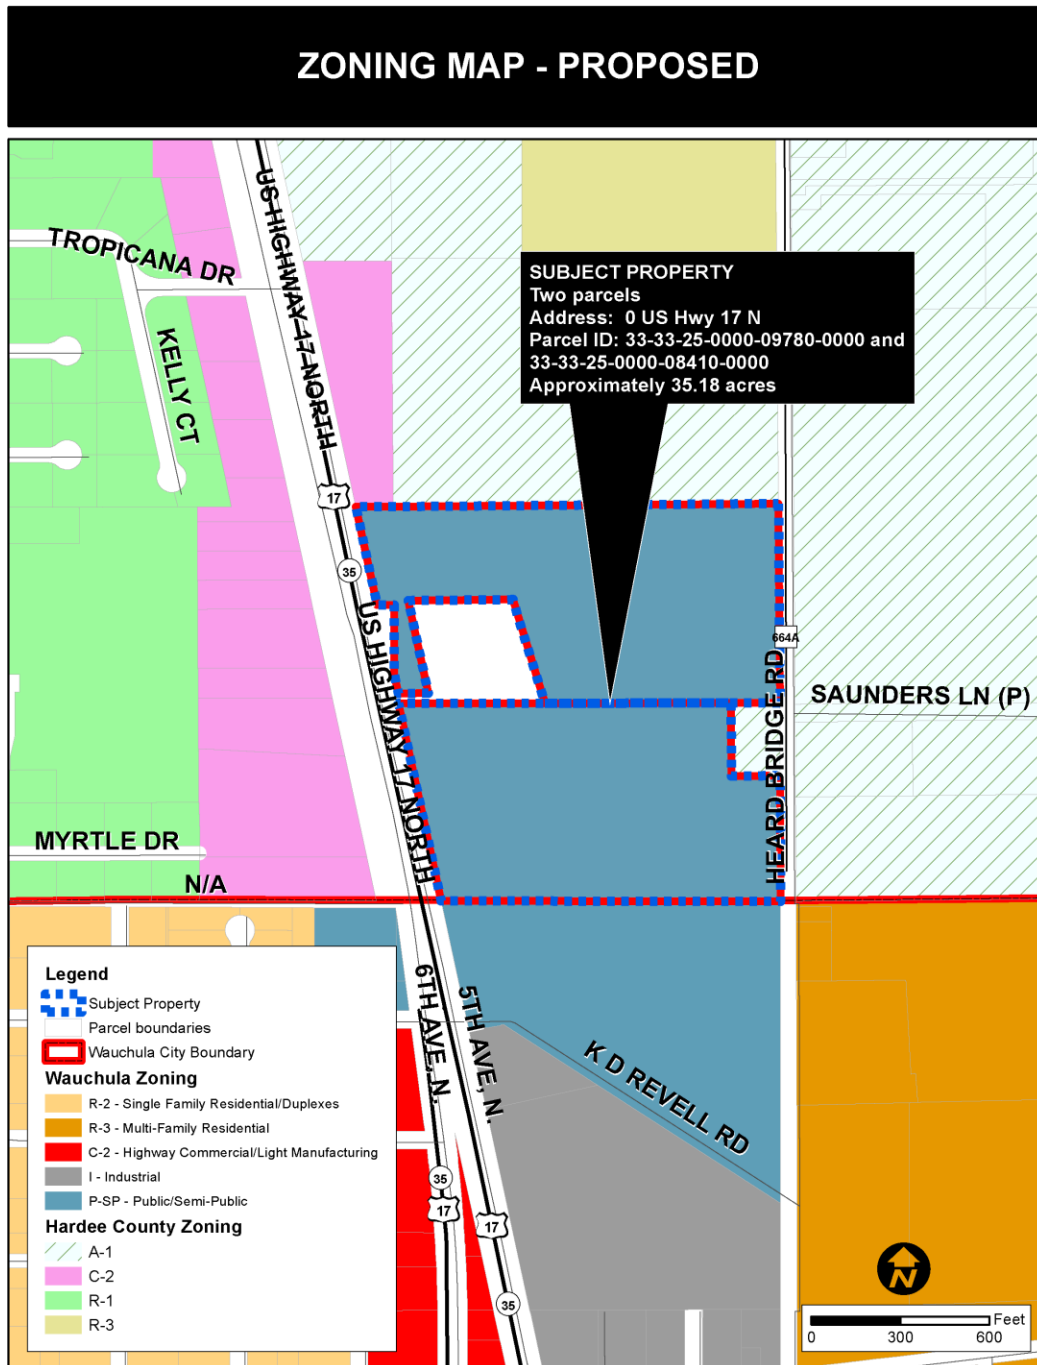 ZONING MAP - PROPOSED
US HIGHWAY 17 NORTH
TROPICANA DR
KELLY CT
SUBJECT PROPERTY
Two parcels
Address: 0 US Hwy 17 N
Parcel ID: 33-33-25-0000-09780-0000 and
33-33-25-0000-08410-0000
Approximately 35.18 acres
17
35
US HIGHWAY 17 NORTH
664A
HEARD BRIDGE RD
SAUNDERS LN (P)
MYRTLE DR
N/A
6TH AVE, N.
5TH AVE, N.
K D REVELL RD
35
17
17
35
Legend
Subject Property
Parcel boundaries
Wauchula City Boundary
Wauchula Zoning
R-2 - Single Family Residential/Duplexes
R-3 - Multi-Family Residential
C-2 - Highway Commercial/Light Manufacturing
I - Industrial
P-SP - Public/Semi-Public
Hardee County Zoning
A-1
C-2
R-1
R-3
N
Feet
0 300 600